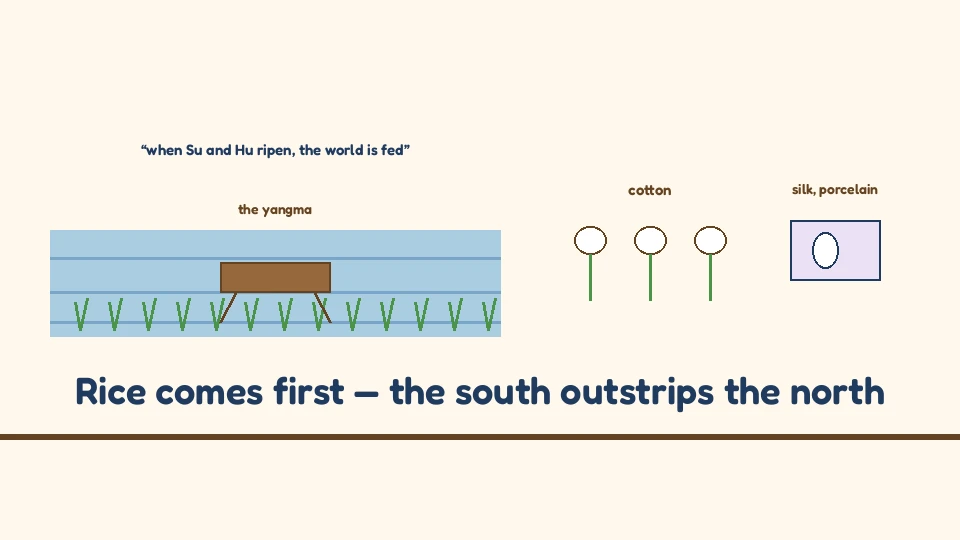 “when Su and Hu ripen, the world is fed”
the yangma
cotton
silk, porcelain
Rice comes first — the south outstrips the north